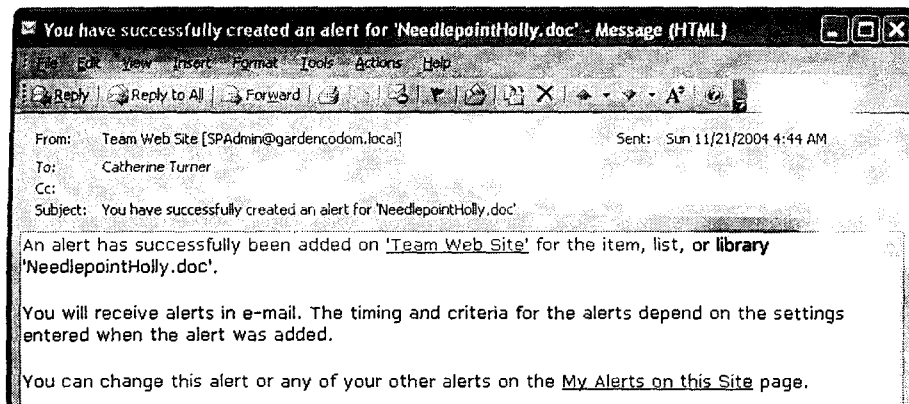 You have successfully created an alert for 'NeedlepointHolly.doc' - Message (HTML)
File Edit View Insert Format Tools Actions Help
Reply Reply to All Forward
From: Team Web Site [SPAdmin@gardencodom.local] Sent: Sun 11/21/2004 4:44 AM
To: Catherine Turner
Cc:
Subject: You have successfully created an alert for 'NeedlepointHolly.doc'
An alert has successfully been added on 'Team Web Site' for the item, list, or library
'NeedlepointHolly.doc'.
You will receive alerts in e-mail. The timing and criteria for the alerts depend on the settings
entered when the alert was added.
You can change this alert or any of your other alerts on the My Alerts on this Site page.